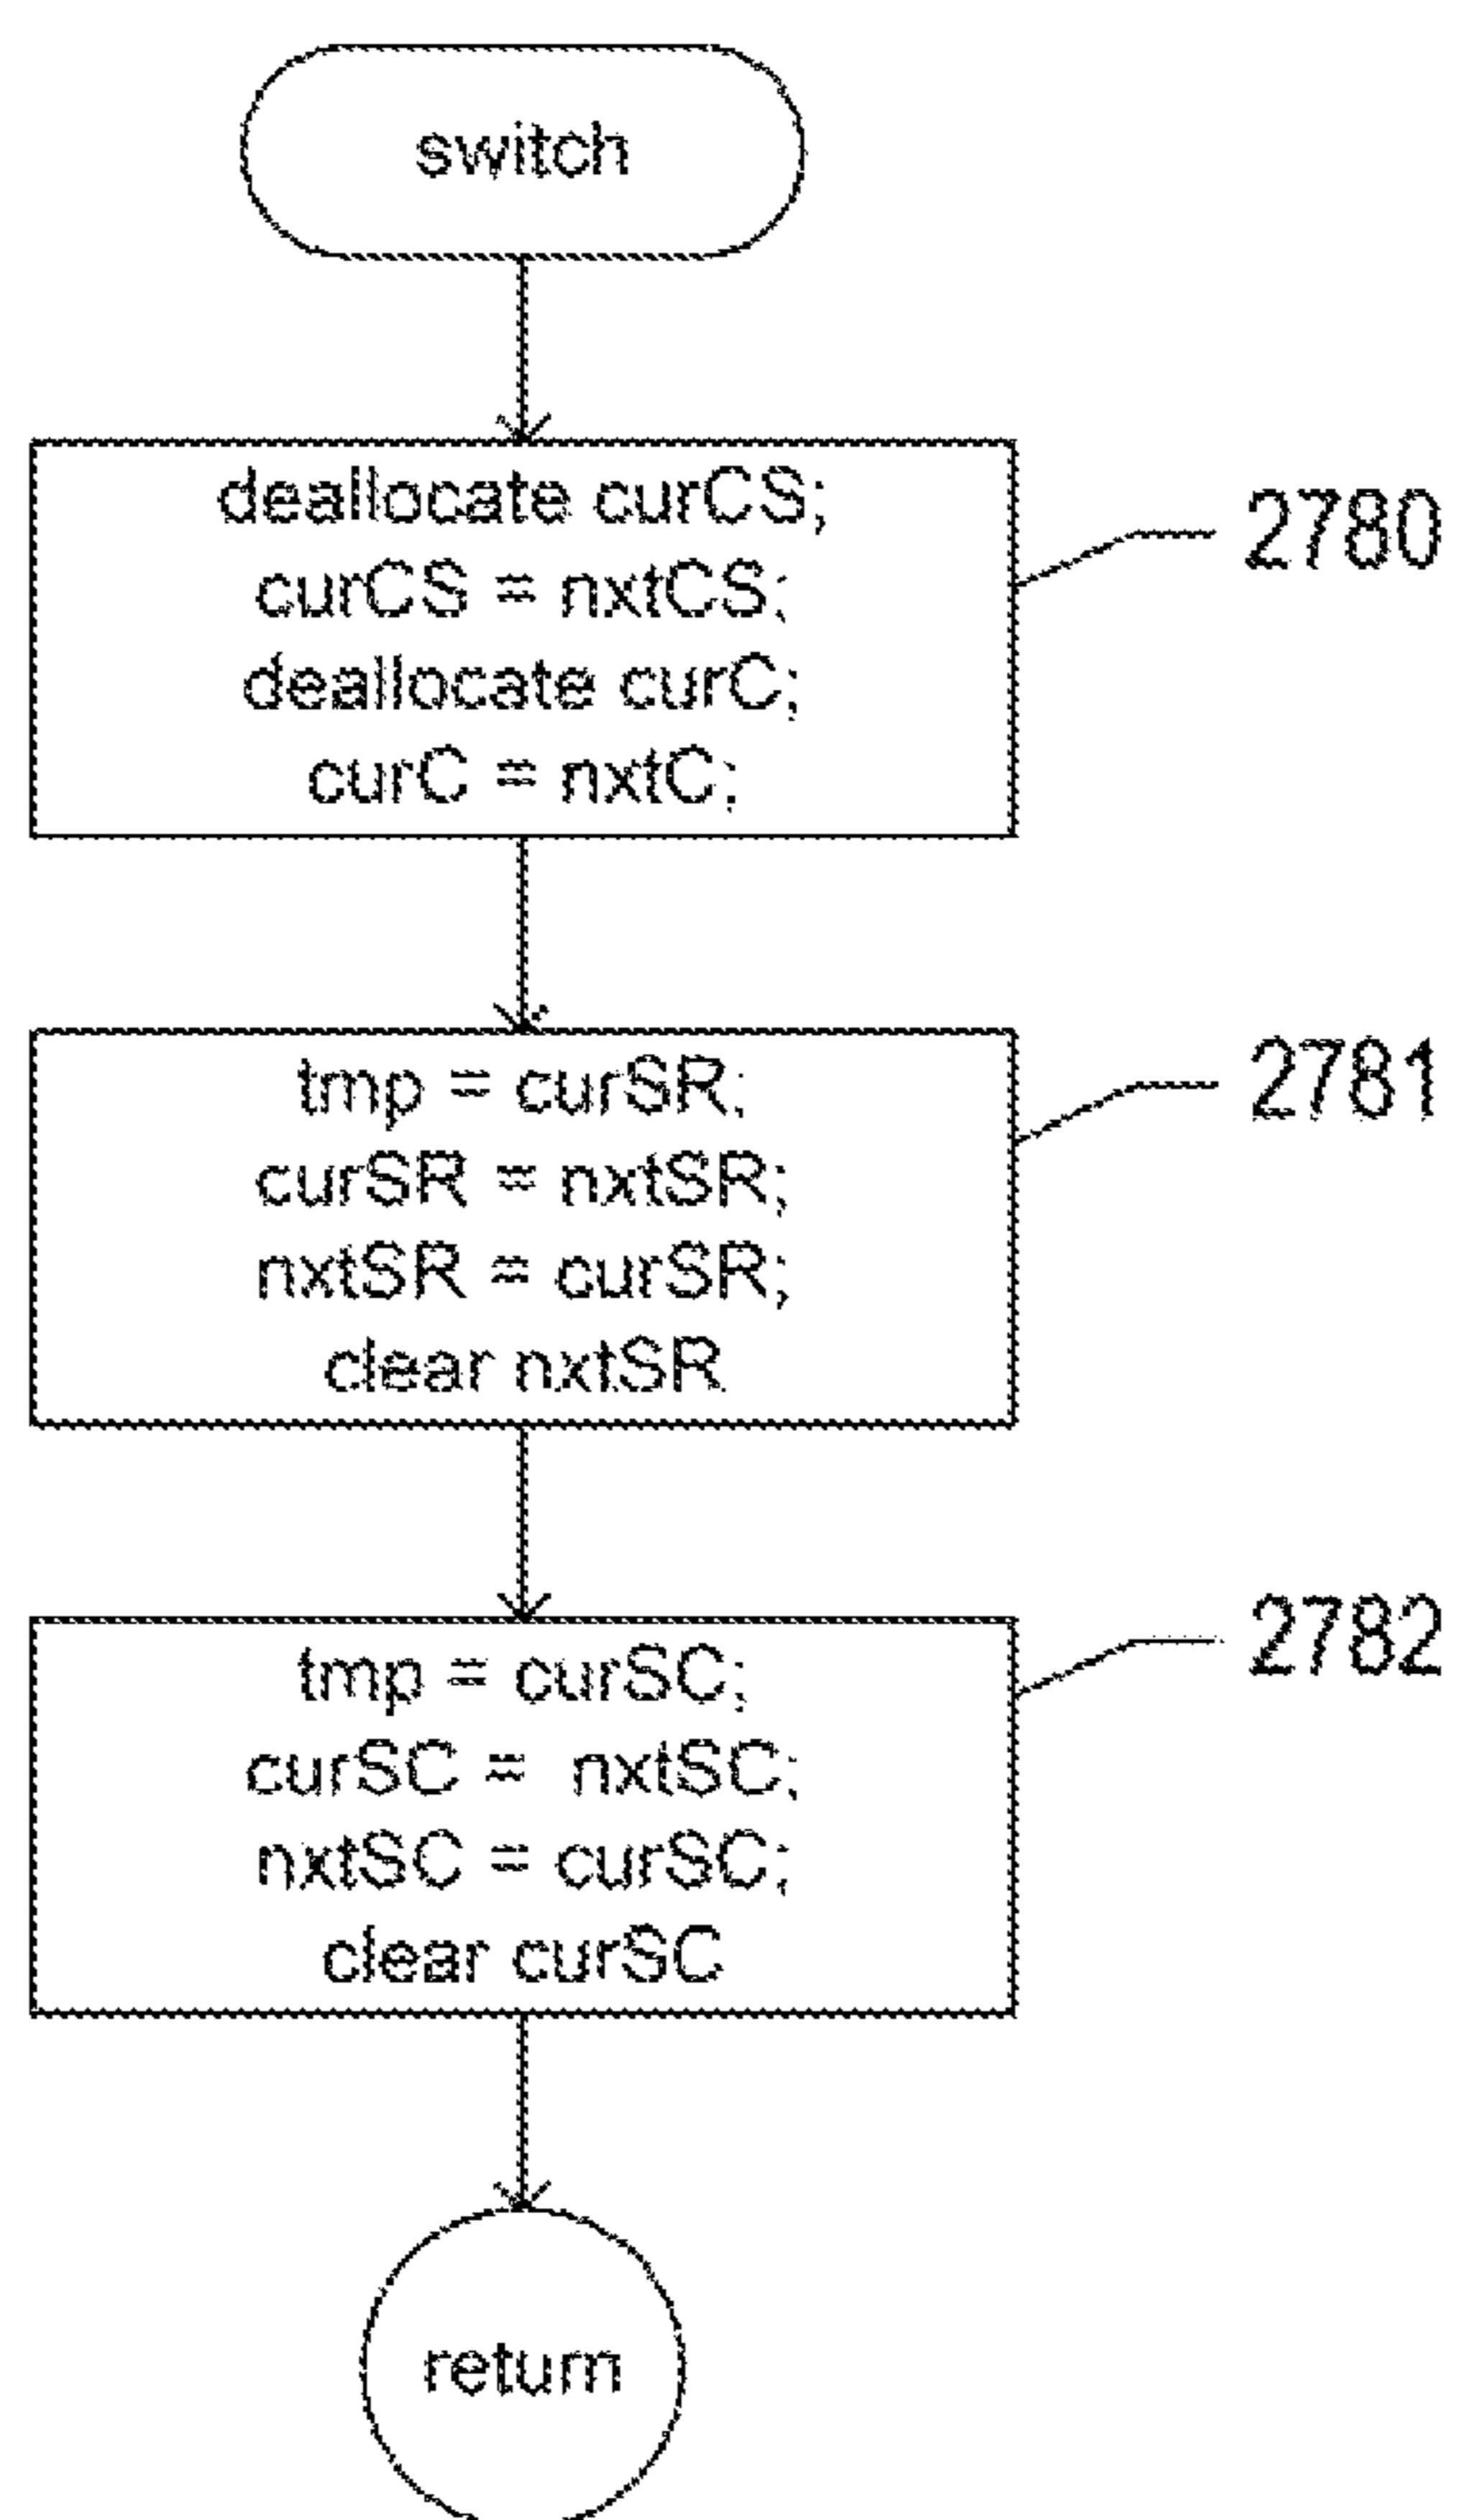 switch
deallocate curCS;
curCS = nxtCS;
deallocate curC;
curC = nxtC;
2780
tmp = curSR;
curSR = nxtSR;
nxtSR = curSR;
clear nxtSR.
2781
tmp = curSC;
curSC = nxtSC;
nxtSC = curSC;
clear curSC
2782
return